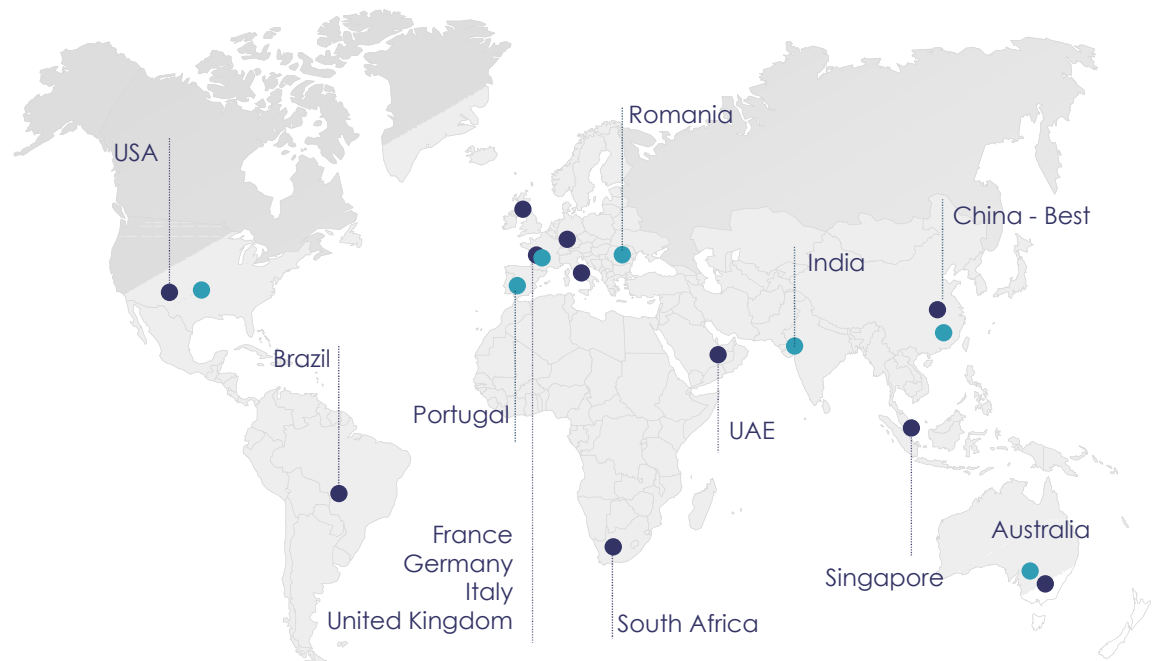 Romania
USA
China - Best
India
Brazil
Portugal
UAE
France
Germany
Italy
United Kingdom
Australia
Singapore
South Africa